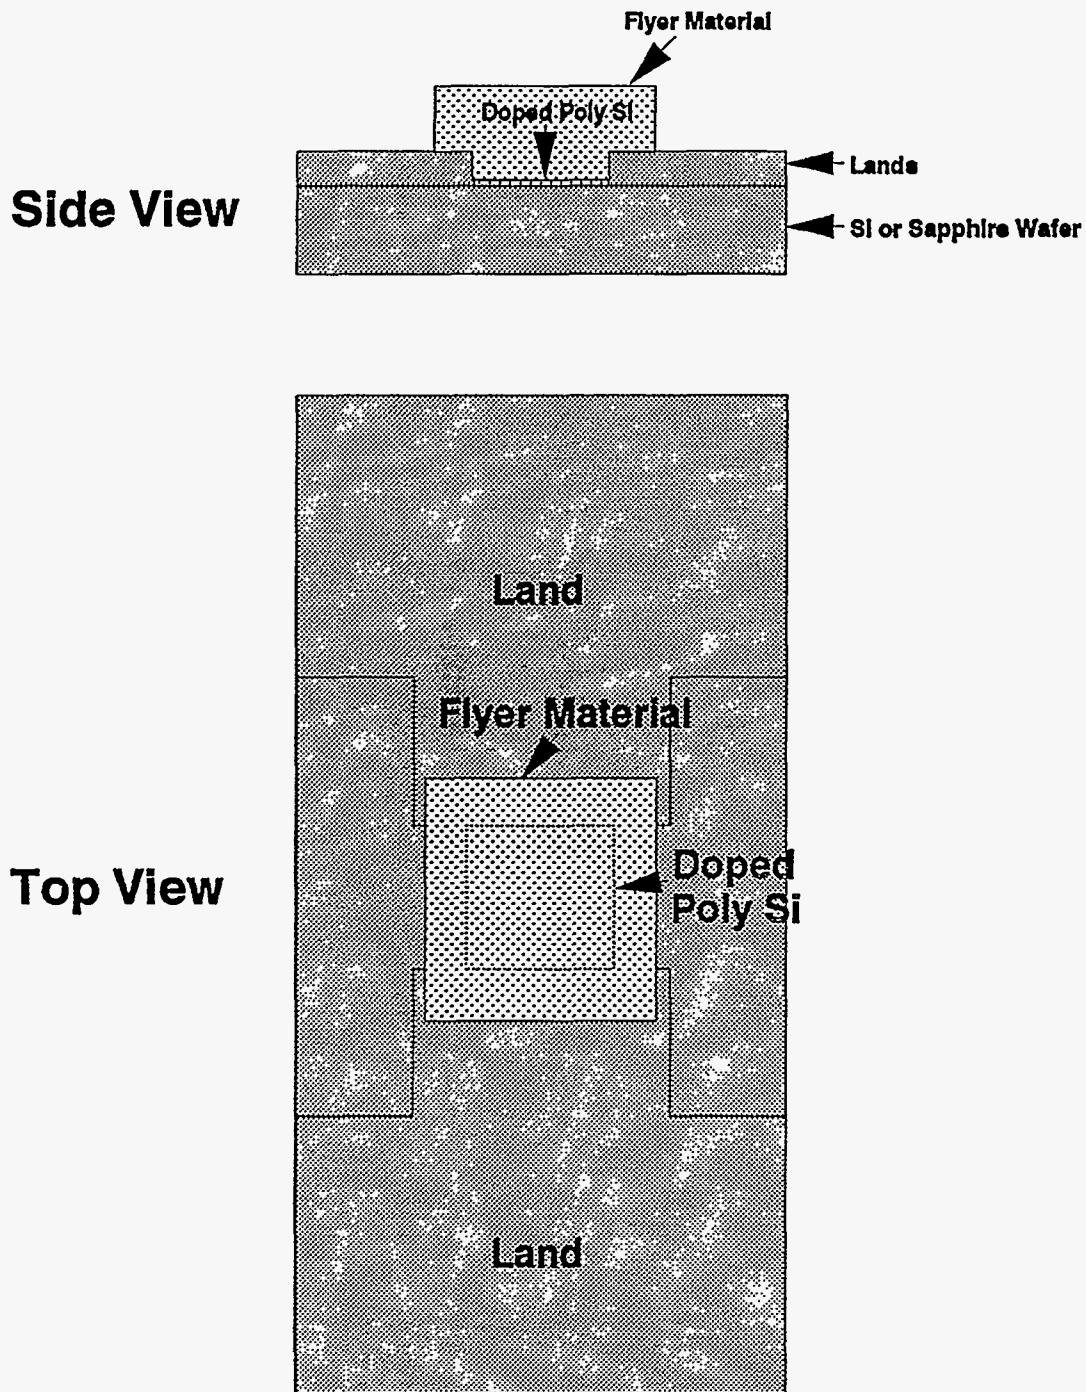 Flyer Material
Doped Poly Si
Lands
Side View
Si or Sapphire Wafer
Land
Flyer Material
Doped
Poly Si
Top View
Land